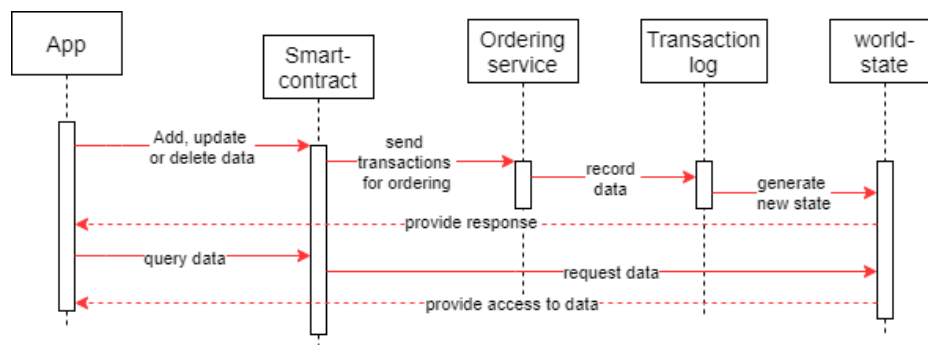 App
Smart-
contract
Ordering
service
Transaction
log
world-
state
Add, update
or delete data
send
transactions
for ordering
record
data
generate
new state
provide response
query data
request data
provide access to data